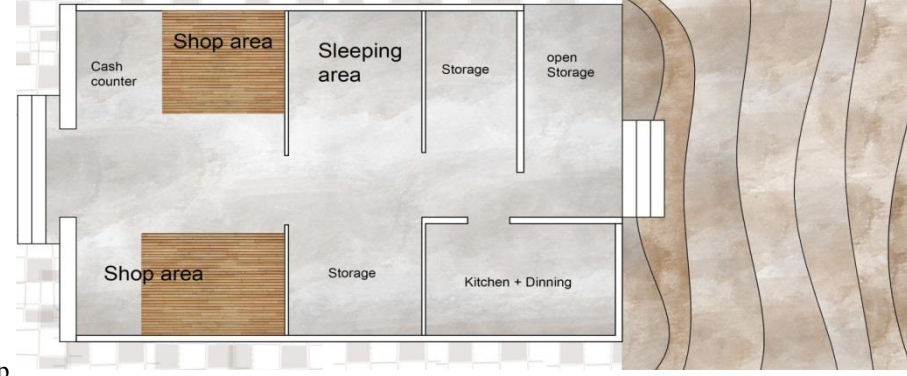 Shop area
Sleeping
area
Cash
counter
Storage
open
Storage
Shop area
Storage
Kitchen + Dinning
p